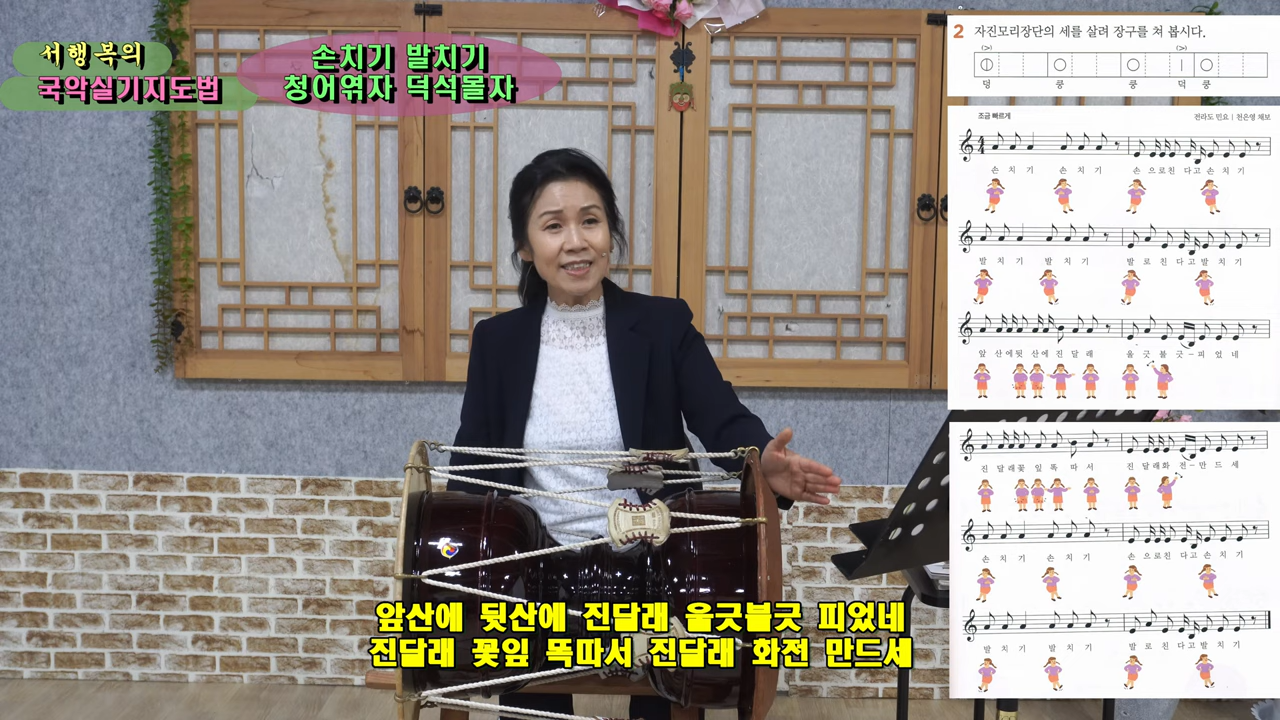 서행복의
국악실기지도법
손치기 발치기
청어엮자 덕석몰자
2 자진모리장단의 세를 살려 장구를 쳐 봅시다.
(>) (>)
덩 쿵 쿵 덕 쿵
조금 빠르게
전라도 민요 | 천은영 채보
손 치 기 손 치 기 손 으로친 다고 손 치 기
발 치 기 발 치 기 발 로 친 다 고 발 치 기
앞 산 에 뒷 산 에 진 달 래 울 긋 불 긋 - 피 었 네
진 달 래 꽃 잎 똑 따 서 진 달 래 화 전 - 만 드 세
손 치 기 손 치 기 손 으로친 다고 손 치 기
발 치 기 발 치 기 발 로 친 다 고 발 치 기
앞산에 뒷산에 진달래 울긋불긋 피었네
진달래 꽃잎 똑따서 진달래 화전 만드세